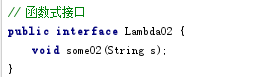 // 函数式接口
public interface Lambda02 {
    void some02(String s);
}